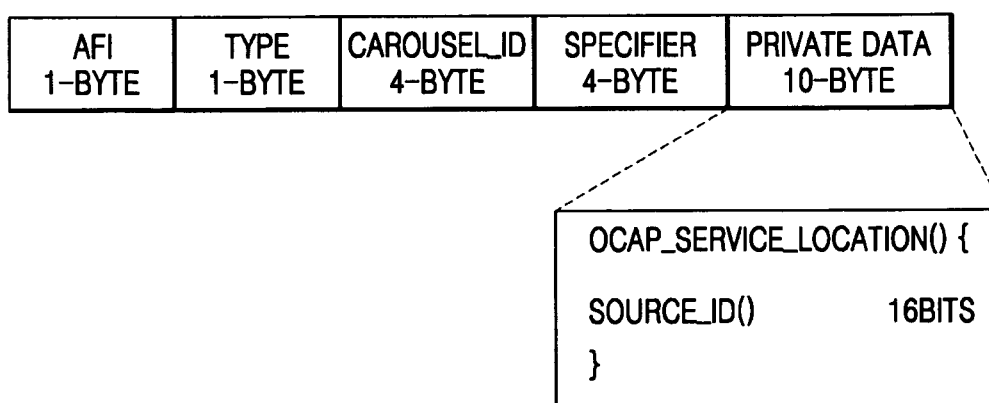 AFI
1-BYTE
TYPE
1-BYTE
CAROUSEL_ID
4-BYTE
SPECIFIER
4-BYTE
PRIVATE DATA
10-BYTE
OCAP_SERVICE_LOCATION() {
SOURCE_ID() 16BITS
}